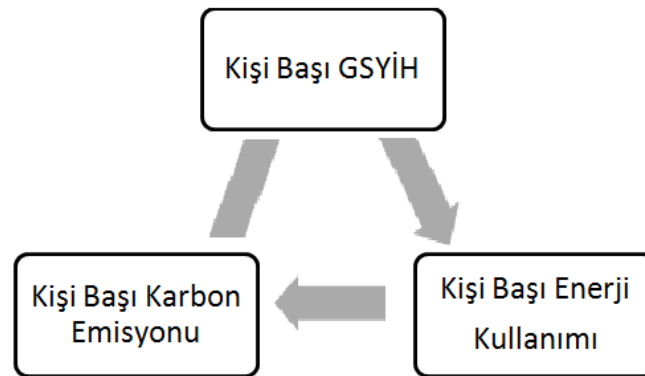 Kişi Başı GSYİH
Kişi Başı Karbon
Emisyonu
Kişi Başı Enerji
Kullanımı